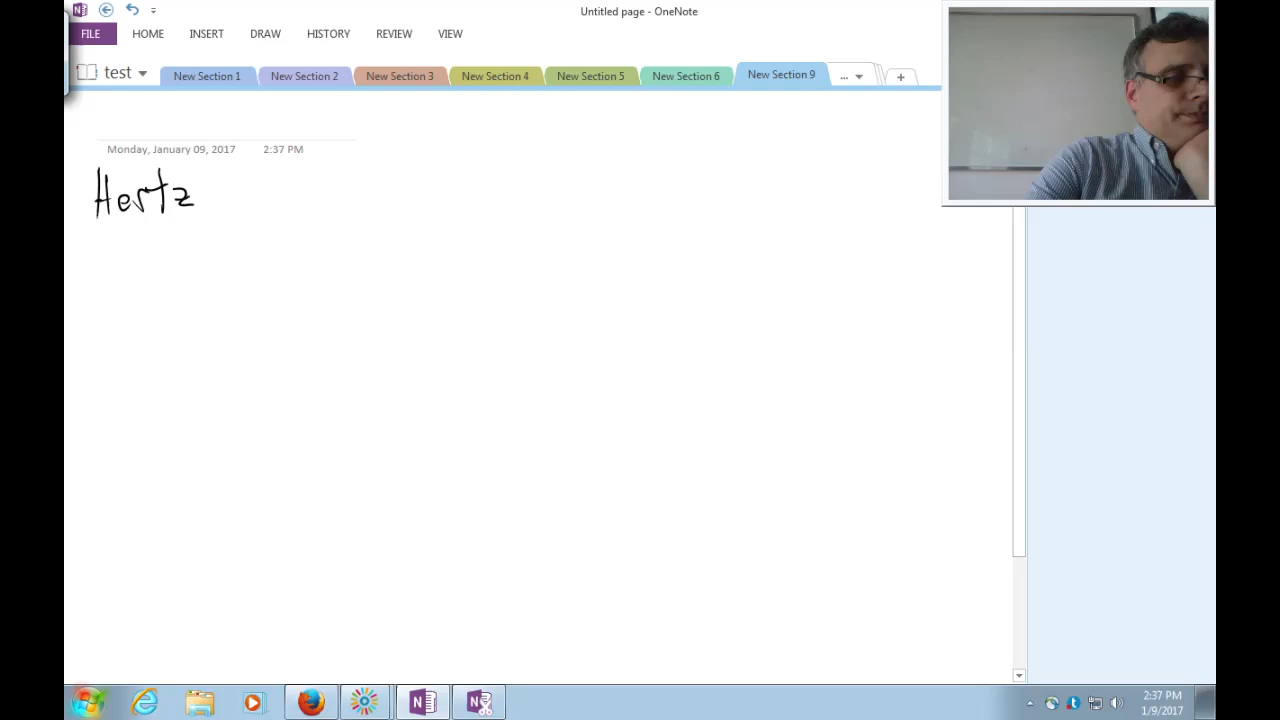 Untitled page - OneNote
FILE HOME INSERT DRAW HISTORY REVIEW VIEW
test New Section 1 New Section 2 New Section 3 New Section 4 New Section 5 New Section 6 New Section 9 ... +
Monday, January 09, 2017 2:37 PM
Hertz
2:37 PM
1/9/2017